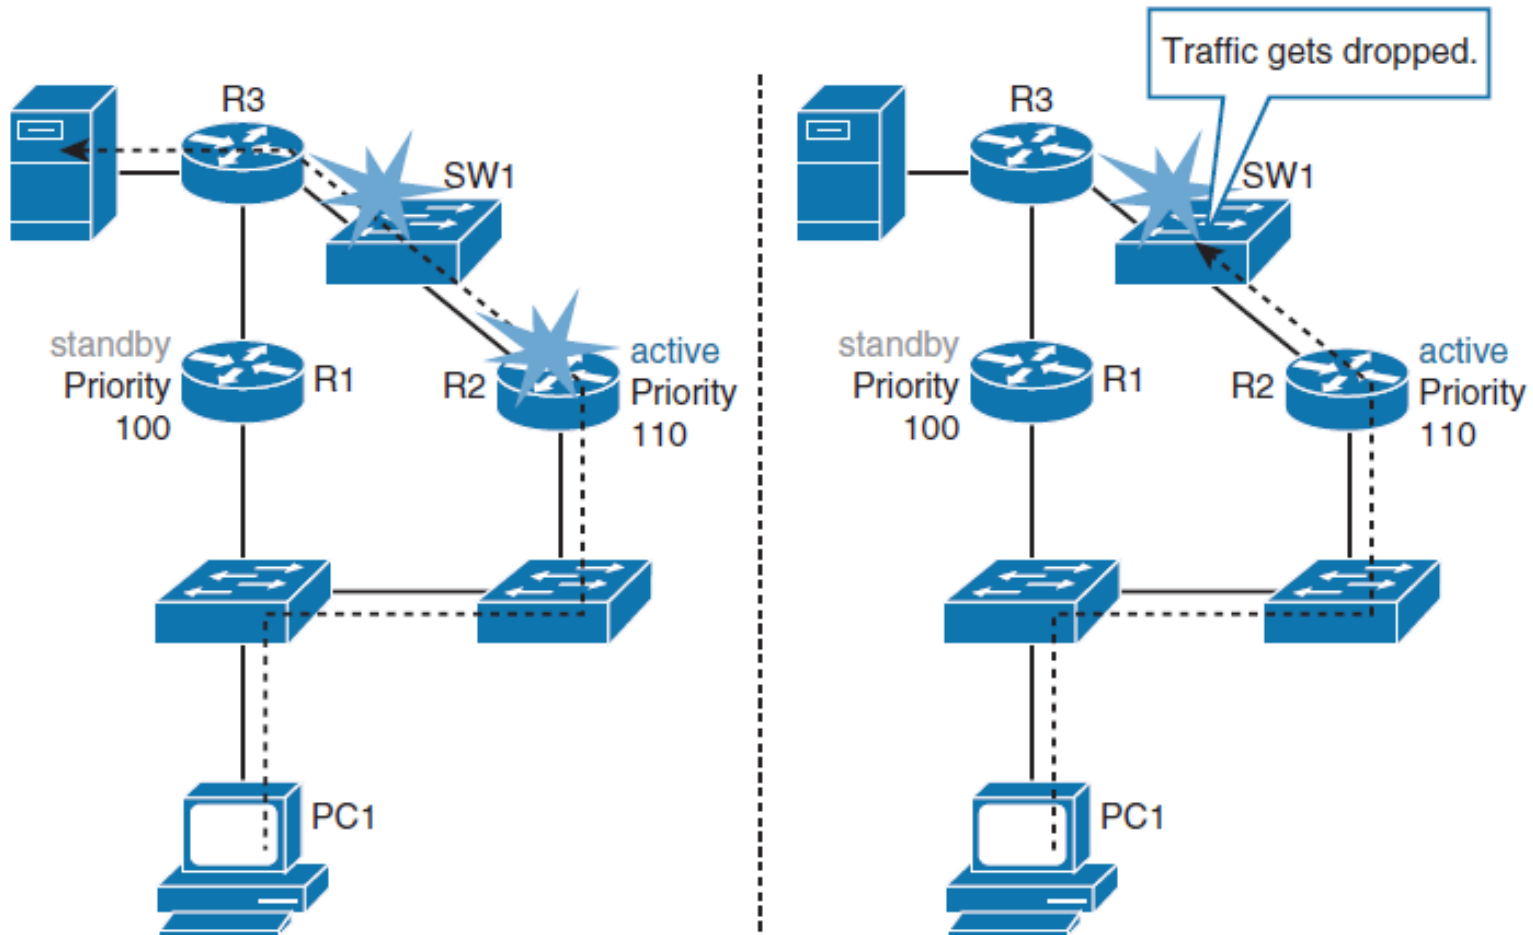 R3
SW1
standby
Priority
100
R1
R2
active
Priority
110
PC1
Traffic gets dropped.
R3
SW1
standby
Priority
100
R1
R2
active
Priority
110
PC1